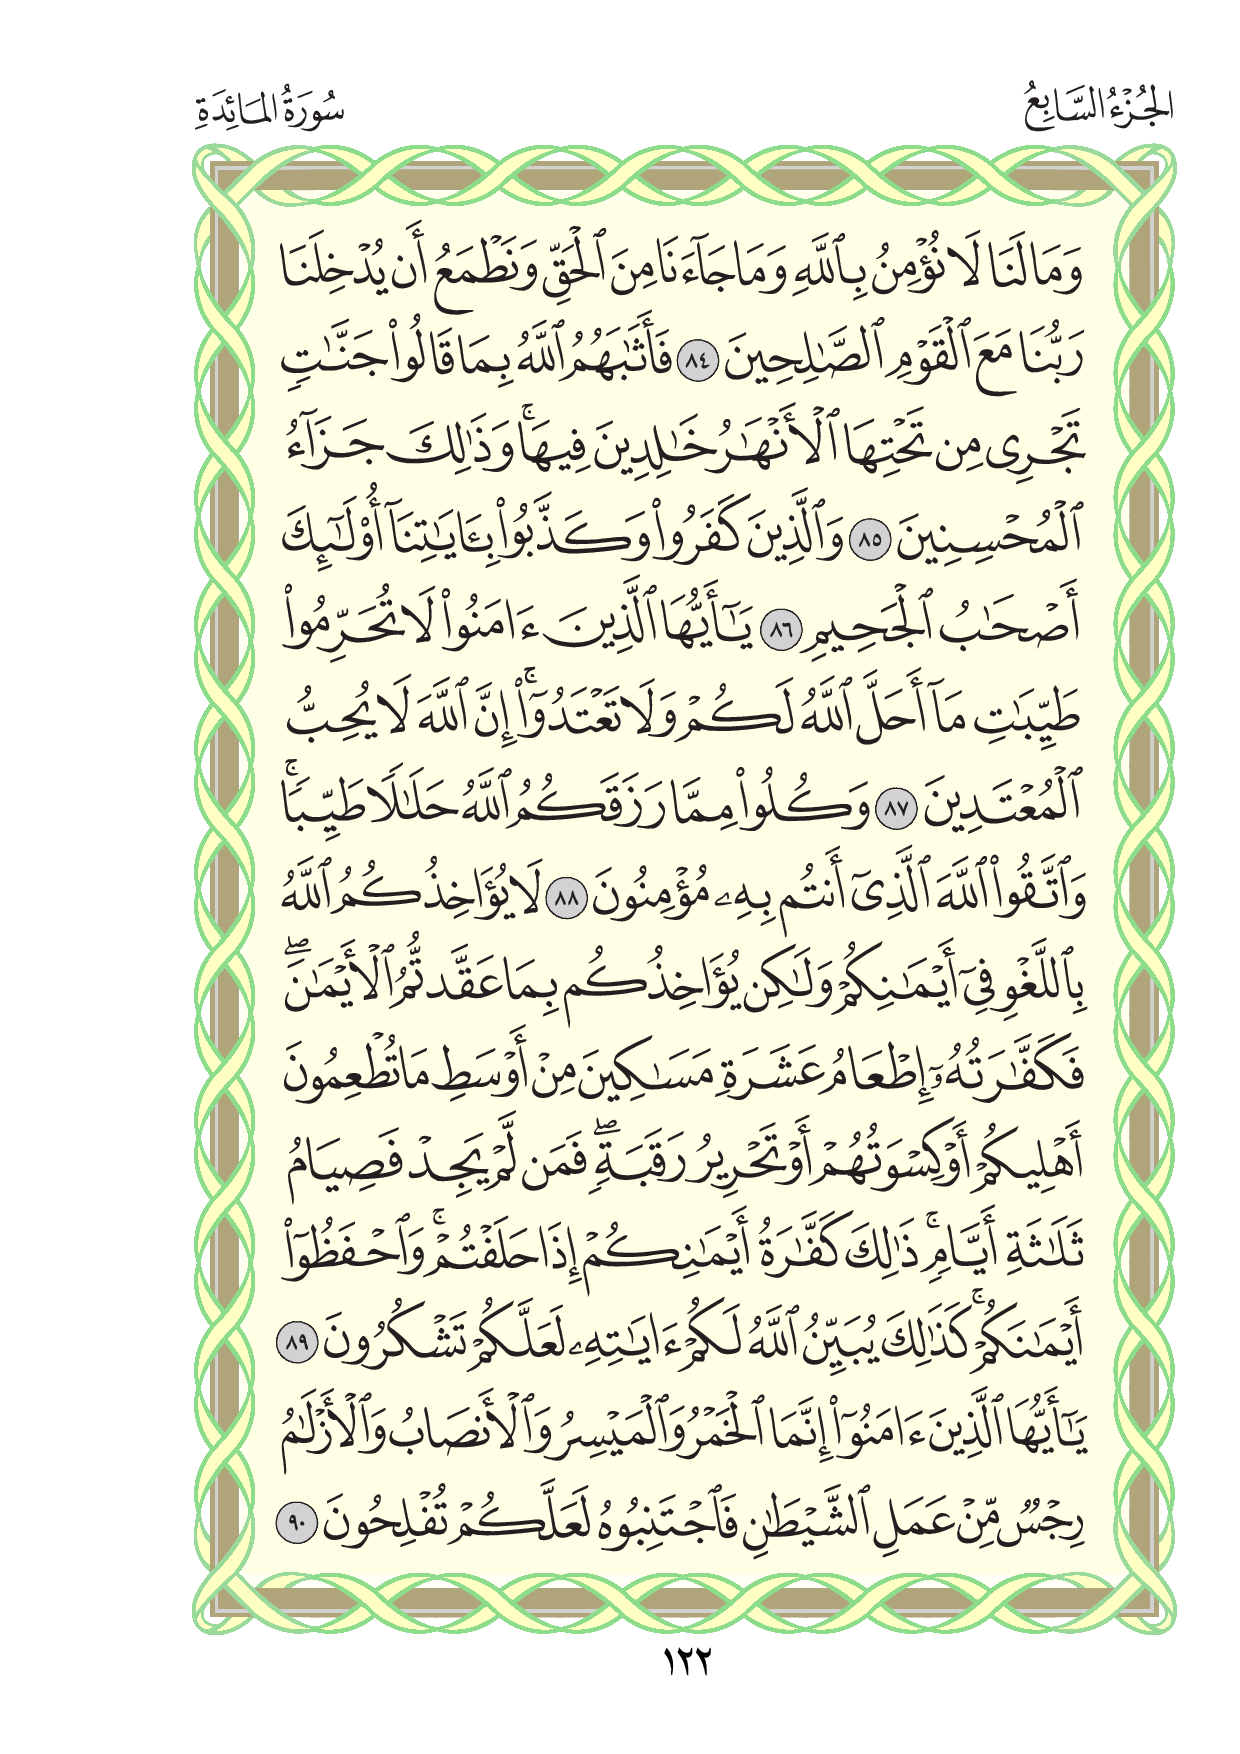 الجُزْءُ السَّابِعُ
سُورَةُ المَائِدَةِ
وَمَا لَنَا لَا نُؤْمِنُ بِٱللَّهِ وَمَا جَآءَنَا مِنَ ٱلْحَقِّ وَنَطْمَعُ أَن يُدْخِلَنَا
رَبُّنَا مَعَ ٱلْقَوْمِ ٱلصَّٰلِحِينَ ٨٤ فَأَثَٰبَهُمُ ٱللَّهُ بِمَا قَالُوا۟ جَنَّٰتٍ
تَجْرِى مِن تَحْتِهَا ٱلْأَنْهَٰرُ خَٰلِدِينَ فِيهَا ۚ وَذَٰلِكَ جَزَآءُ
ٱلْمُحْسِنِينَ ٨٥ وَٱلَّذِينَ كَفَرُوا۟ وَكَذَّبُوا۟ بِـَٔايَٰتِنَآ أُو۟لَٰٓئِكَ
أَصْحَٰبُ ٱلْجَحِيمِ ٨٦ يَٰٓأَيُّهَا ٱلَّذِينَ ءَامَنُوا۟ لَا تُحَرِّمُوا۟
طَيِّبَٰتِ مَآ أَحَلَّ ٱللَّهُ لَكُمْ وَلَا تَعْتَدُوٓا۟ ۚ إِنَّ ٱللَّهَ لَا يُحِبُّ
ٱلْمُعْتَدِينَ ٨٧ وَكُلُوا۟ مِمَّا رَزَقَكُمُ ٱللَّهُ حَلَٰلًا طَيِّبًا ۚ
وَٱتَّقُوا۟ ٱللَّهَ ٱلَّذِىٓ أَنتُم بِهِۦ مُؤْمِنُونَ ٨٨ لَا يُؤَاخِذُكُمُ ٱللَّهُ
بِٱللَّغْوِ فِىٓ أَيْمَٰنِكُمْ وَلَٰكِن يُؤَاخِذُكُم بِمَا عَقَّدتُّمُ ٱلْأَيْمَٰنَ ۖ
فَكَفَّٰرَتُهُۥٓ إِطْعَامُ عَشَرَةِ مَسَٰكِينَ مِنْ أَوْسَطِ مَا تُطْعِمُونَ
أَهْلِيكُمْ أَوْ كِسْوَتُهُمْ أَوْ تَحْرِيرُ رَقَبَةٍ ۖ فَمَن لَّمْ يَجِدْ فَصِيَامُ
ثَلَٰثَةِ أَيَّامٍ ۚ ذَٰلِكَ كَفَّٰرَةُ أَيْمَٰنِكُمْ إِذَا حَلَفْتُمْ ۚ وَٱحْفَظُوٓا۟
أَيْمَٰنَكُمْ ۚ كَذَٰلِكَ يُبَيِّنُ ٱللَّهُ لَكُمْ ءَايَٰتِهِۦ لَعَلَّكُمْ تَشْكُرُونَ ٨٩
يَٰٓأَيُّهَا ٱلَّذِينَ ءَامَنُوٓا۟ إِنَّمَا ٱلْخَمْرُ وَٱلْمَيْسِرُ وَٱلْأَنصَابُ وَٱلْأَزْلَٰمُ
رِجْسٌ مِّنْ عَمَلِ ٱلشَّيْطَٰنِ فَٱجْتَنِبُوهُ لَعَلَّكُمْ تُفْلِحُونَ ٩٠
١٢٢